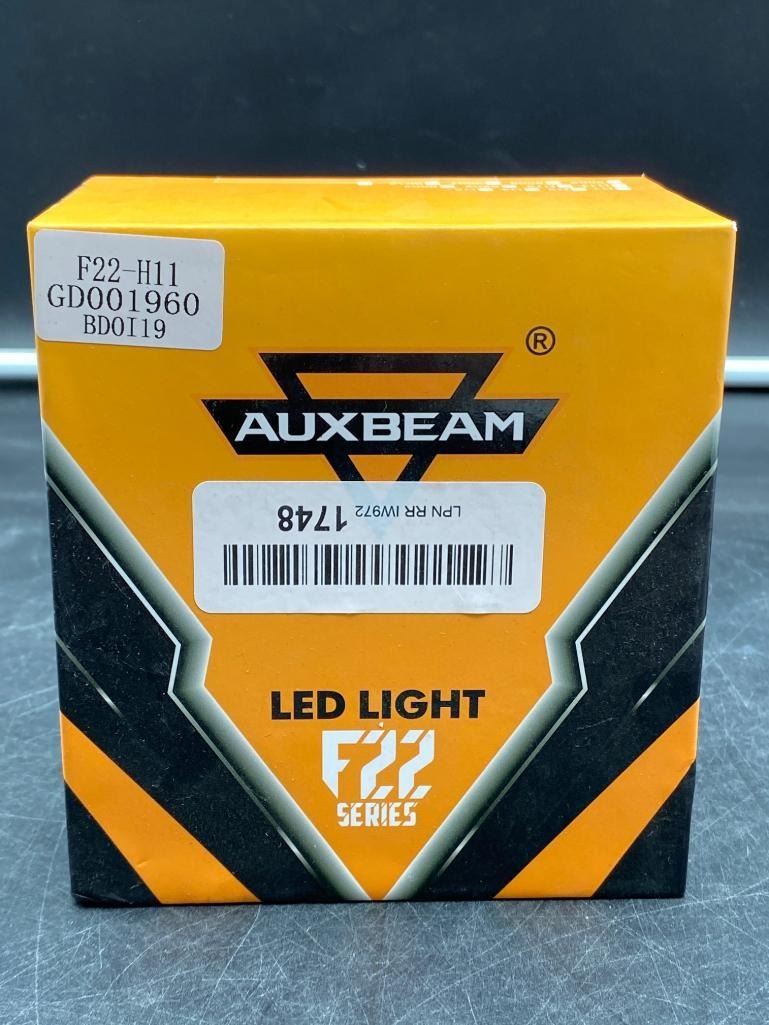 F22-H11
GD001960
BD0I19
®
AUXBEAM
LPN RR IW972 1748
LED LIGHT
F22
SERIES